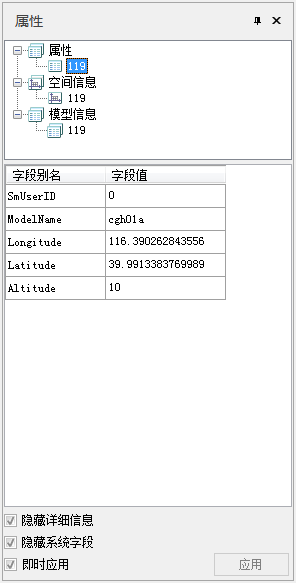 属性
属性
119
空间信息
119
模型信息
119
字段别名 字段值
SmUserID 0
ModelName cgh01a
Longitude 116.390262843556
Latitude 39.9913383769989
Altitude 10
隐藏详细信息
隐藏系统字段
即时应用 应用